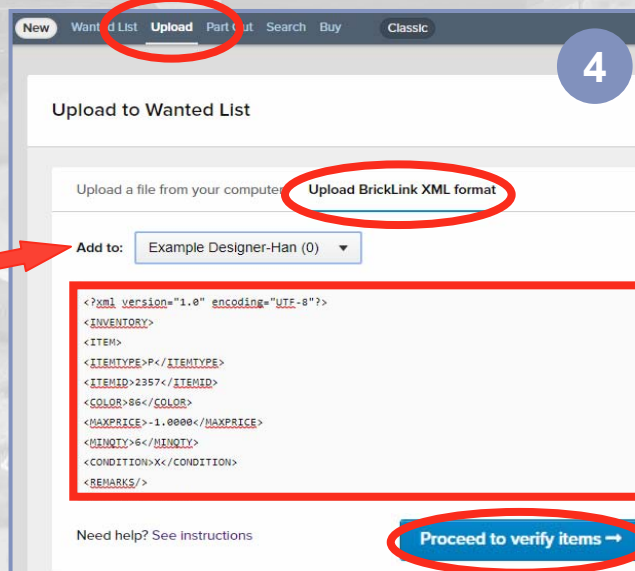 New Wanted List Upload Part Out Search Buy Classic
4
Upload to Wanted List
Upload a file from your computer Upload BrickLink XML format
Add to: Example Designer-Han (0)
<?xml version="1.0" encoding="UTF-8"?>
<INVENTORY>
<ITEM>
<ITEMTYPE>P</ITEMTYPE>
<ITEMID>2357</ITEMID>
<COLOR>86</COLOR>
<MAXPRICE>-1.0000</MAXPRICE>
<MINQTY>6</MINQTY>
<CONDITION>X</CONDITION>
<REMARKS/>
Need help? See instructions
Proceed to verify items →